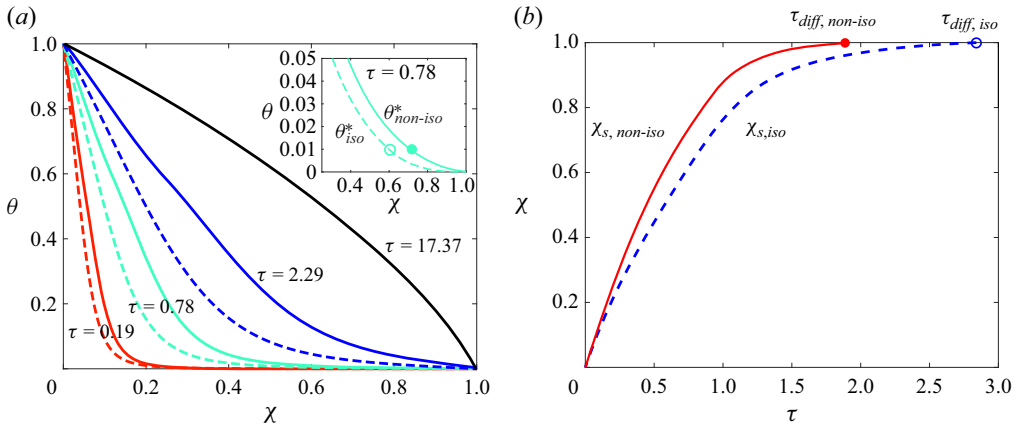 (a)
1.0
0.8
0.6
0.4
0.2
θ
0
0.2
0.4
0.6
0.8
1.0
χ
τ = 0.19
τ = 0.78
τ = 2.29
τ = 17.37
0.05
0.04
0.03
0.02
0.01
0
θ
τ = 0.78
θ*non-iso
θ*iso
0.4
0.6
0.8
1.0
χ
(b)
τdiff, non-iso
τdiff, iso
1.0
0.8
0.6
0.4
0.2
χ
χs, non-iso
χs,iso
0
0.5
1.0
1.5
2.0
2.5
3.0
τ